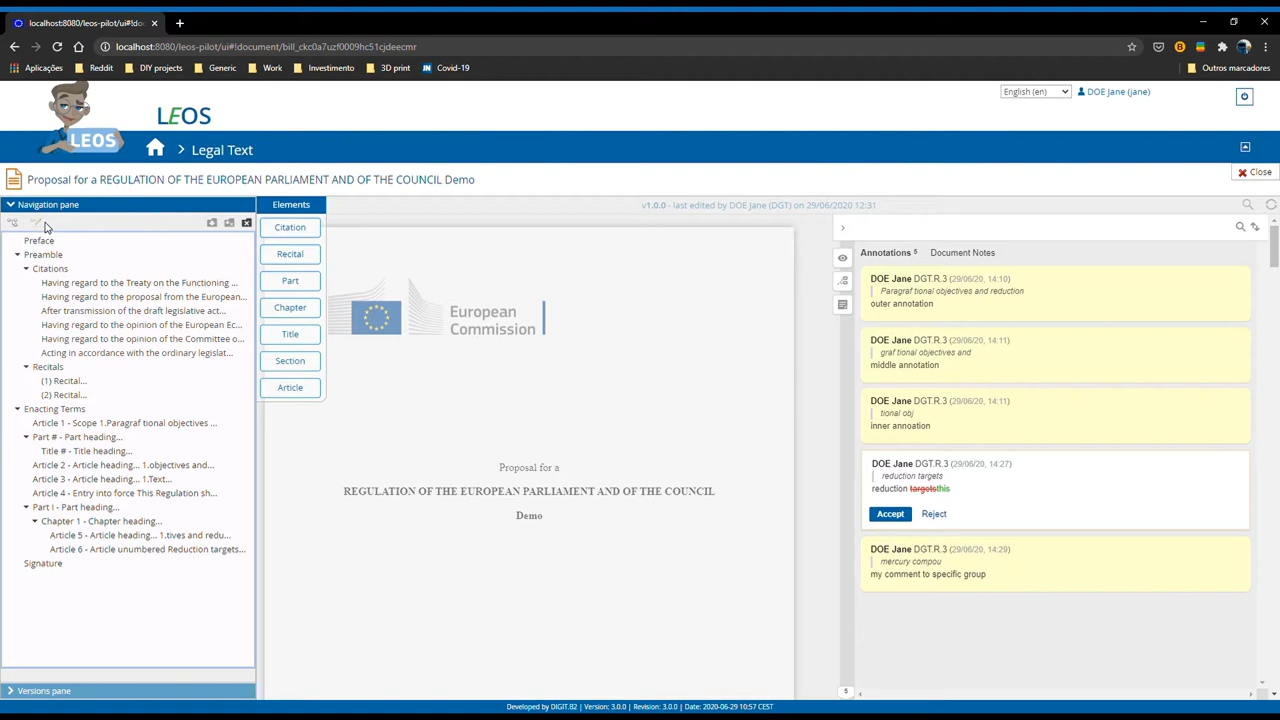 localhost:8080/leos-pilot/ui#!doc
localhost:8080/leos-pilot/ui#!document/bill_ckc0a7uzf0009hc51cjdeecmr
Aplicações
Reddit
DIY projects
Generic
Work
Investimento
3D print
Covid-19
Outros marcadores
LEOS
LEOS
English (en)
DOE Jane (jane)
> Legal Text
Proposal for a REGULATION OF THE EUROPEAN PARLIAMENT AND OF THE COUNCIL Demo
Close
Navigation pane
Preface
Preamble
Citations
Having regard to the Treaty on the Functioning ...
Having regard to the proposal from the European...
After transmission of the draft legislative act...
Having regard to the opinion of the European Ec...
Having regard to the opinion of the Committee o...
Acting in accordance with the ordinary legislat...
Recitals
(1) Recital...
(2) Recital...
Enacting Terms
Article 1 - Scope 1.Paragraf tional objectives ...
Part # - Part heading...
Title # - Title heading...
Article 2 - Article heading... 1.objectives and...
Article 3 - Article heading... 1.Text...
Article 4 - Entry into force This Regulation sh...
Part I - Part heading...
Chapter 1 - Chapter heading...
Article 5 - Article heading... 1.tives and redu...
Article 6 - Article unumbered Reduction targets...
Signature
Versions pane
Elements
Citation
Recital
Part
Chapter
Title
Section
Article
v1.0.0 - last edited by DOE Jane (DGT) on 29/06/2020 12:31
European
Commission
Proposal for a
REGULATION OF THE EUROPEAN PARLIAMENT AND OF THE COUNCIL
Demo
Annotations 5
Document Notes
DOE Jane DGT.R.3 (29/06/20, 14:10)
Paragraf tional objectives and reduction
outer annotation
DOE Jane DGT.R.3 (29/06/20, 14:11)
graf tional objectives and
middle annotation
DOE Jane DGT.R.3 (29/06/20, 14:11)
tional obj
inner annoation
DOE Jane DGT.R.3 (29/06/20, 14:27)
reduction targets
reduction targetsthis
Accept
Reject
DOE Jane DGT.R.3 (29/06/20, 14:29)
mercury compou
my comment to specific group
5
Developed by DIGIT.B2 | Version: 3.0.0 | Revision: 3.0.0 | Date: 2020-06-29 10:57 CEST